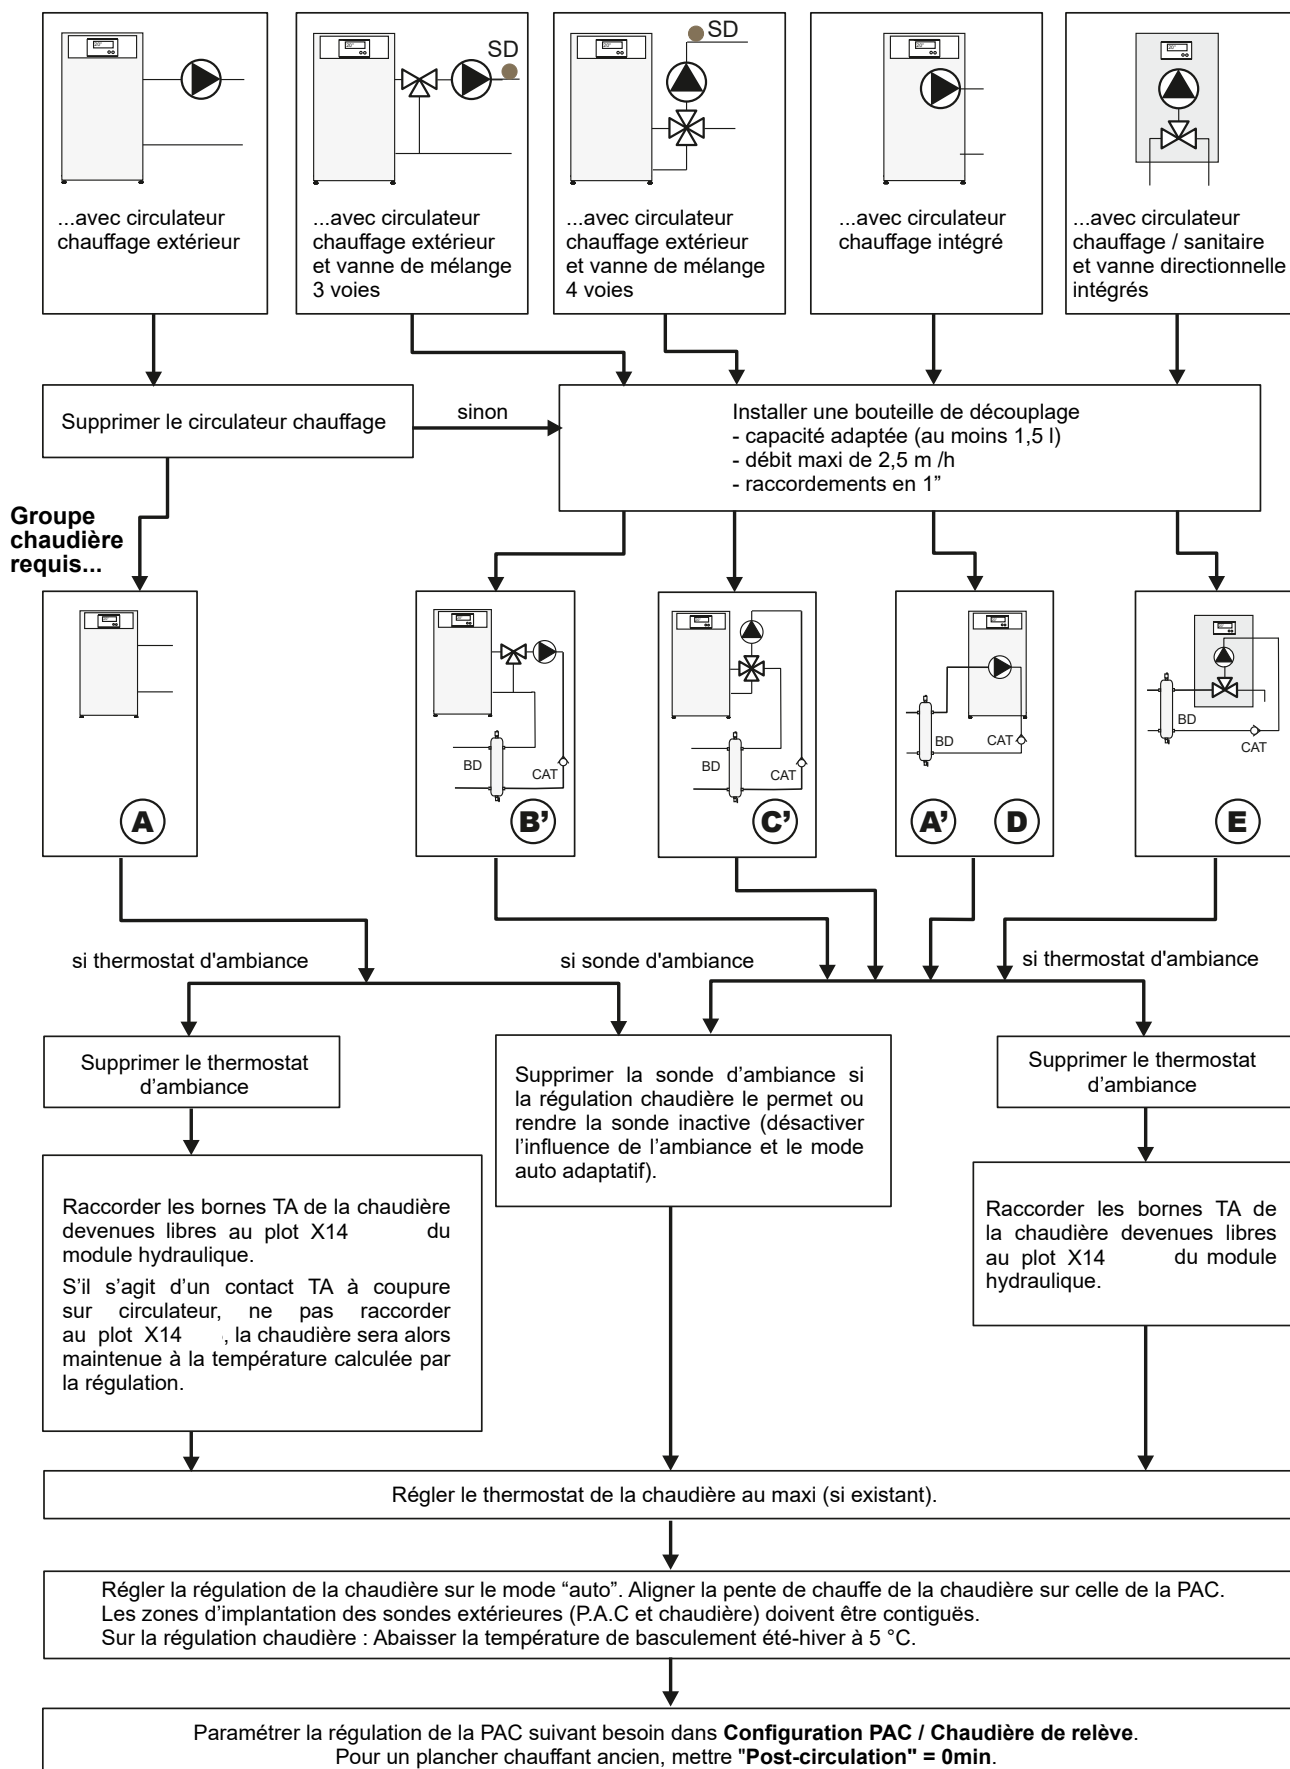 SD
SD
...avec circulateur
chauffage extérieur
...avec circulateur
chauffage extérieur
et vanne de mélange
3 voies
...avec circulateur
chauffage extérieur
et vanne de mélange
4 voies
...avec circulateur
chauffage intégré
...avec circulateur
chauffage / sanitaire
et vanne directionnelle
intégrés
Supprimer le circulateur chauffage
sinon
Installer une bouteille de découplage
- capacité adaptée (au moins 1,5 l)
- débit maxi de 2,5 m /h
- raccordements en 1”
Groupe
chaudière
requis...
A
BD
CAT
B’
BD
CAT
C’
BD
CAT
A’
D
BD
CAT
E
si thermostat d'ambiance
si sonde d'ambiance
si thermostat d'ambiance
Supprimer le thermostat
d’ambiance
Supprimer la sonde d’ambiance si
la régulation chaudière le permet ou
rendre la sonde inactive (désactiver
l’influence de l’ambiance et le mode
auto adaptatif).
Supprimer le thermostat
d’ambiance
Raccorder les bornes TA de la chaudière
devenues libres au plot X14 du
module hydraulique.
S’il s’agit d’un contact TA à coupure
sur circulateur, ne pas raccorder
au plot X14 , la chaudière sera alors
maintenue à la température calculée par
la régulation.
Raccorder les bornes TA de
la chaudière devenues libres
au plot X14 du module
hydraulique.
Régler le thermostat de la chaudière au maxi (si existant).
Régler la régulation de la chaudière sur le mode “auto”. Aligner la pente de chauffe de la chaudière sur celle de la PAC.
Les zones d’implantation des sondes extérieures (P.A.C et chaudière) doivent être contiguës.
Sur la régulation chaudière : Abaisser la température de basculement été-hiver à 5 °C.
Paramétrer la régulation de la PAC suivant besoin dans Configuration PAC / Chaudière de relève.
Pour un plancher chauffant ancien, mettre "Post-circulation" = 0min.